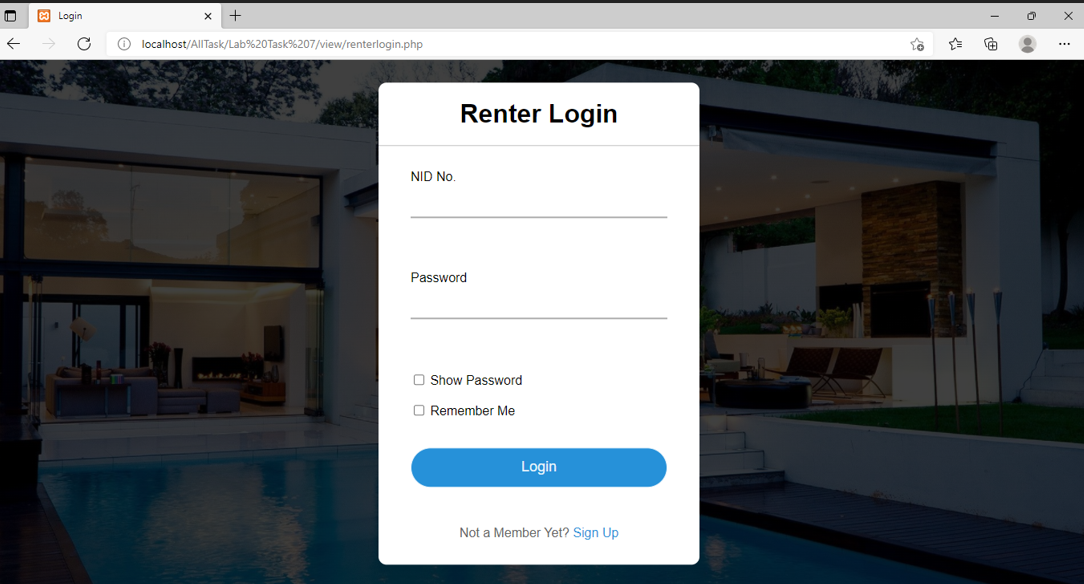 Login
localhost/AllTask/Lab%20Task%207/view/renterlogin.php
Renter Login
NID No.
Password
Show Password
Remember Me
Login
Not a Member Yet? Sign Up